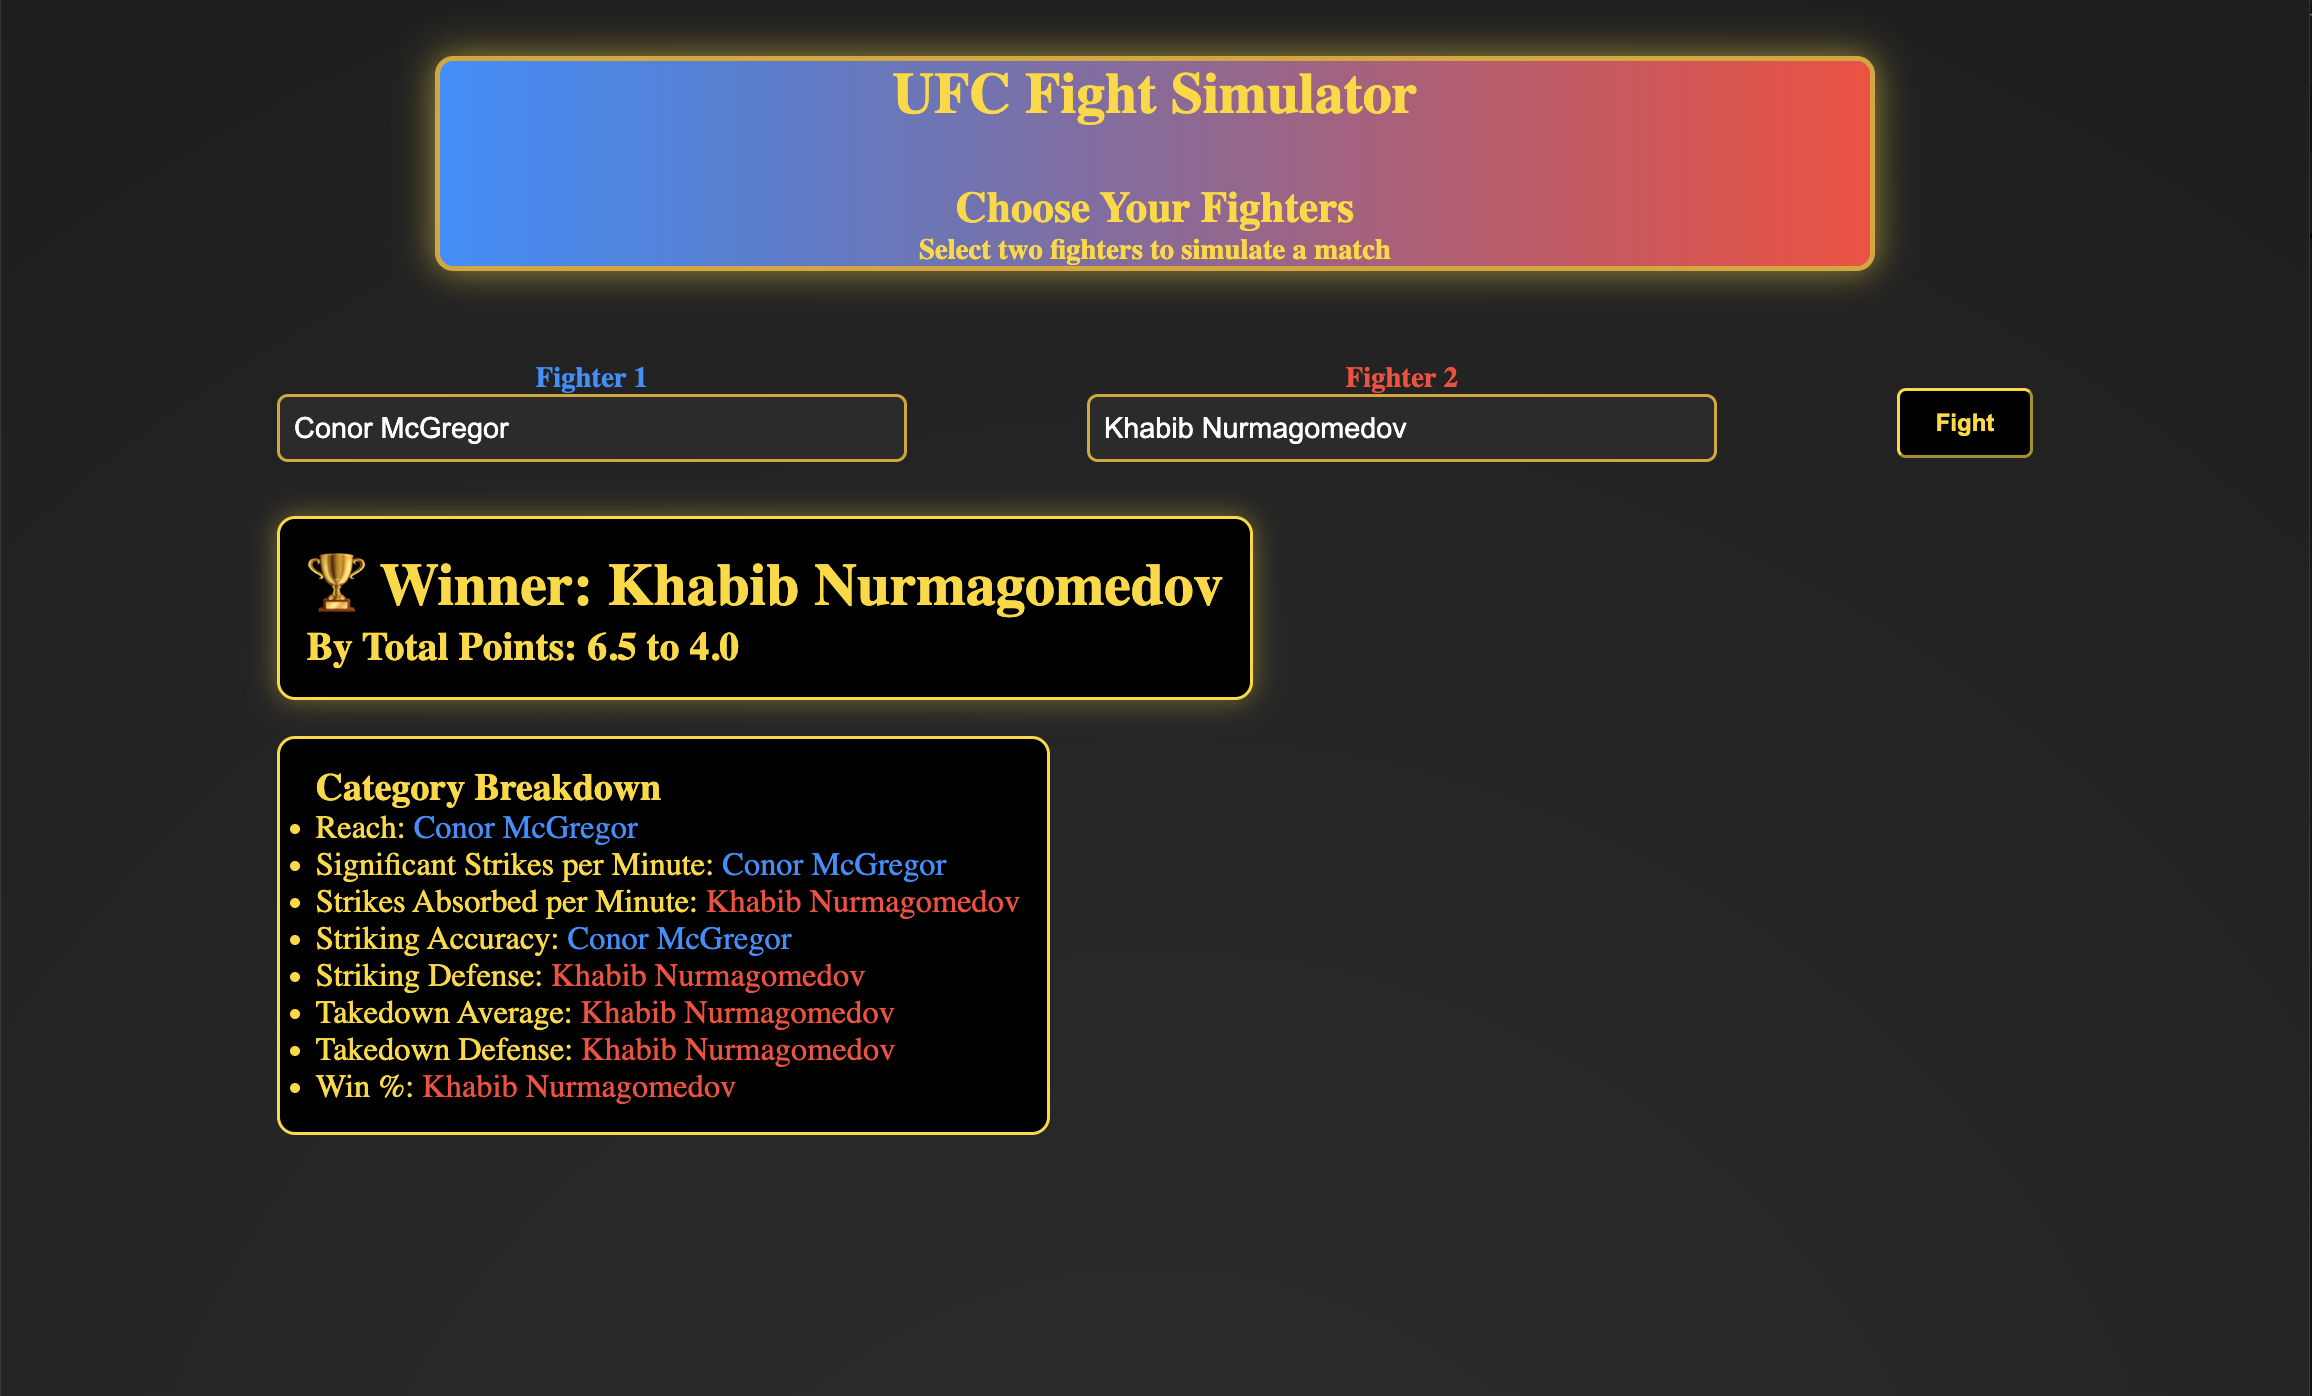 UFC Fight Simulator
Choose Your Fighters
Select two fighters to simulate a match
Fighter 1
Fighter 2
Conor McGregor
Khabib Nurmagomedov
Fight
🏆 Winner: Khabib Nurmagomedov
By Total Points: 6.5 to 4.0
Category Breakdown
• Reach: Conor McGregor
• Significant Strikes per Minute: Conor McGregor
• Strikes Absorbed per Minute: Khabib Nurmagomedov
• Striking Accuracy: Conor McGregor
• Striking Defense: Khabib Nurmagomedov
• Takedown Average: Khabib Nurmagomedov
• Takedown Defense: Khabib Nurmagomedov
• Win %: Khabib Nurmagomedov